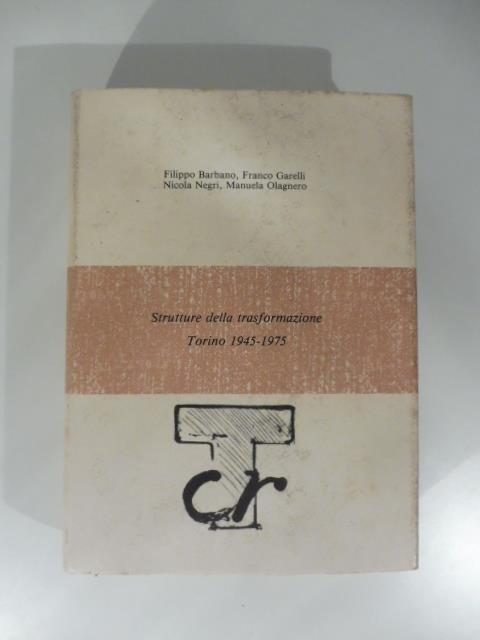 Filippo Barbano, Franco Garelli
Nicola Negri, Manuela Olagnero
Strutture della trasformazione
Torino 1945-1975
T
cr